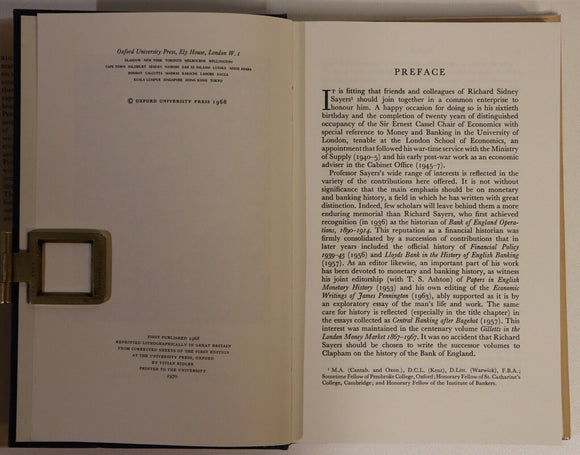 Oxford University Press, Ely House, London W. 1
GLASGOW NEW YORK TORONTO MELBOURNE WELLINGTON
CAPE TOWN SALISBURY IBADAN NAIROBI DAR ES SALAAM LUSAKA ADDIS ABABA
BOMBAY CALCUTTA MADRAS KARACHI LAHORE DACCA
KUALA LUMPUR SINGAPORE HONG KONG TOKYO
© OXFORD UNIVERSITY PRESS 1968
FIRST PUBLISHED 1968
REPRINTED LITHOGRAPHICALLY IN GREAT BRITAIN
FROM CORRECTED SHEETS OF THE FIRST EDITION
AT THE UNIVERSITY PRESS, OXFORD
BY VIVIAN RIDLER
PRINTER TO THE UNIVERSITY
1970
PREFACE
It is fitting that friends and colleagues of Richard Sidney
Sayers¹ should join together in a common enterprise to
honour him. A happy occasion for doing so is his sixtieth
birthday and the completion of twenty years of distinguished
occupancy of the Sir Ernest Cassel Chair of Economics with
special reference to Money and Banking in the University of
London, tenable at the London School of Economics, an
appointment that followed his war-time service with the Ministry
of Supply (1940–5) and his early post-war work as an economic
adviser in the Cabinet Office (1945–7).
Professor Sayers's wide range of interests is reflected in the
variety of the contributions here offered. It is not without
significance that the main emphasis should be on monetary and
banking history, a field in which he has written with great
distinction. Indeed, few scholars will leave behind them a more
enduring memorial than Richard Sayers, who first achieved
recognition (in 1936) as the historian of Bank of England Opera-
tions, 1890–1914. This reputation as a financial historian was
firmly consolidated by a succession of contributions that in
later years included the official history of Financial Policy
1939–45 (1956) and Lloyds Bank in the History of English Banking
(1957). As an editor likewise, an important part of his work
has been devoted to monetary and banking history, as witness
his joint editorship (with T. S. Ashton) of Papers in English
Monetary History (1953) and his own editing of the Economic
Writings of James Pennington (1963), ably supported as it is by
an exploratory essay of the man's life and work. The same
care for history is reflected (especially in the title chapter) in
the essays collected as Central Banking after Bagehot (1957). This
interest was maintained in the centenary volume Gilletts in the
London Money Market 1867–1967. It was no accident that Richard
Sayers should be chosen to write the successor volumes to
Clapham on the history of the Bank of England.
¹ M.A. (Cantab. and Oxon.), D.C.L. (Kent), D.Litt. (Warwick), F.B.A.;
Sometime Fellow of Pembroke College, Oxford; Honorary Fellow of St. Catharine's
College, Cambridge; and Honorary Fellow of the Institute of Bankers.